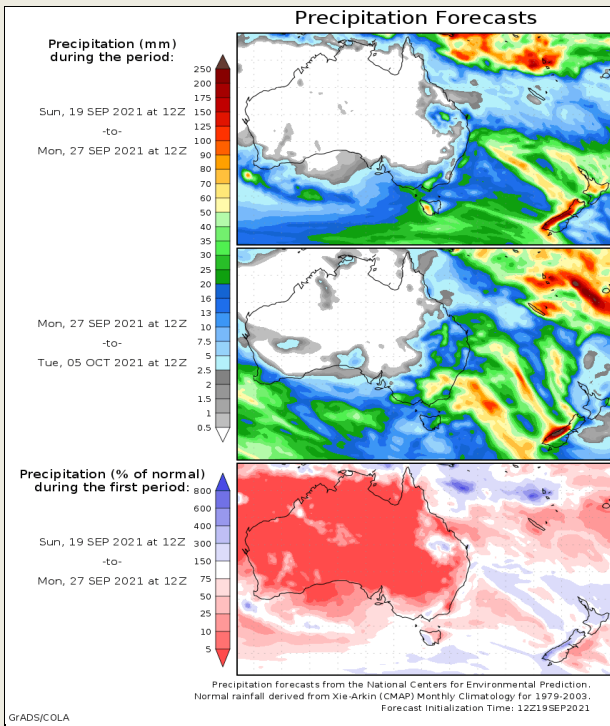 Precipitation Forecasts
Precipitation (mm)
during the period:
Sun, 19 SEP 2021 at 12Z
-to-
Mon, 27 SEP 2021 at 12Z
250
200
175
150
125
100
90
80
70
60
50
40
35
30
25
20
16
13
10
7.5
5
2.5
2
1.5
1
0.5
Mon, 27 SEP 2021 at 12Z
-to-
Tue, 05 OCT 2021 at 12Z
Precipitation (% of normal)
during the first period:
Sun, 19 SEP 2021 at 12Z
-to-
Mon, 27 SEP 2021 at 12Z
800
600
400
300
150
75
50
25
10
5
Precipitation forecasts from the National Centers for Environmental Prediction.
Normal rainfall derived from Xie-Arkin (CMAP) Monthly Climatology for 1979-2003.
Forecast Initialization Time: 12Z19SEP2021
GrADS/COLA